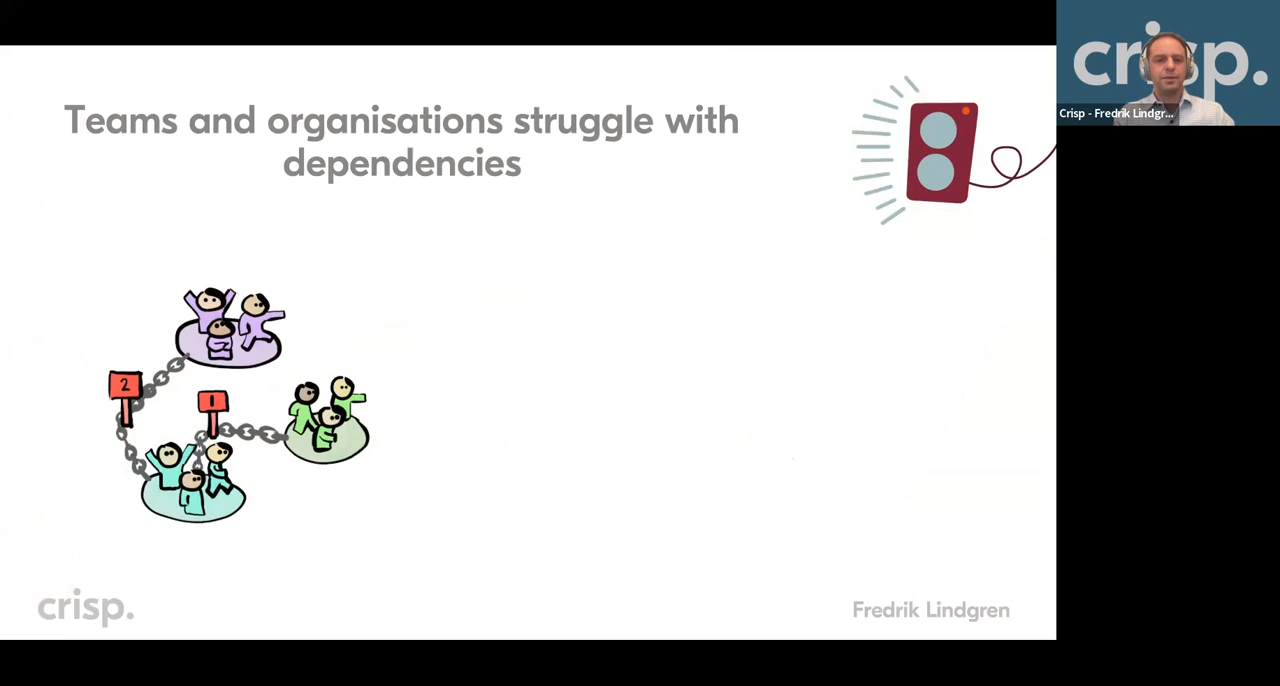 Teams and organisations struggle with
dependencies
2
1
crisp.
Fredrik Lindgren
crisp.
Crisp - Fredrik Lindgr...